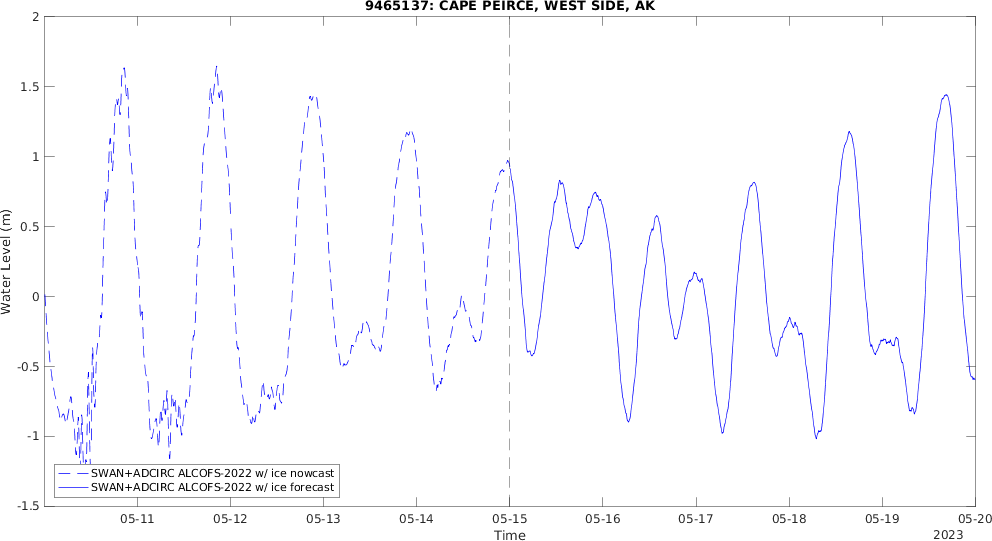 9465137: CAPE PEIRCE, WEST SIDE, AK
Water Level (m)
2
1.5
1
0.5
0
-0.5
-1
-1.5
SWAN+ADCIRC ALCOFS-2022 w/ ice nowcast
SWAN+ADCIRC ALCOFS-2022 w/ ice forecast
05-11 05-12 05-13 05-14 05-15 05-16 05-17 05-18 05-19 05-20
Time
2023